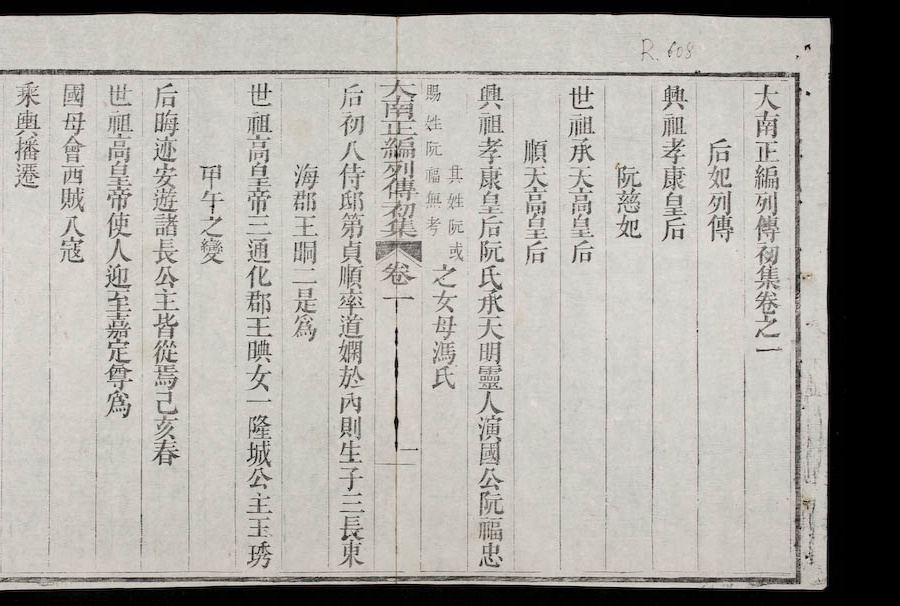 R. 608
大南正編列傳初集卷之一
后妃列傳
興祖孝康皇后
阮慈妃
世祖承天高皇后
順天高皇后
興祖孝康皇后阮氏承天明靈人演國公阮福忠
其姓阮或
賜姓阮福無考
之女母馮氏
大南正編列傳初集 卷一 一
后初入侍邸第貞順率道嫻於內則生子三長東
海郡王晍二是爲
世祖高皇帝三通化郡王晪女一隆城公主玉琇
甲午之變
后晦迹安遊諸長公主皆從焉己亥春
世祖高皇帝使人迎至嘉定尊爲
國母會西賊入寇
乘輿播遷